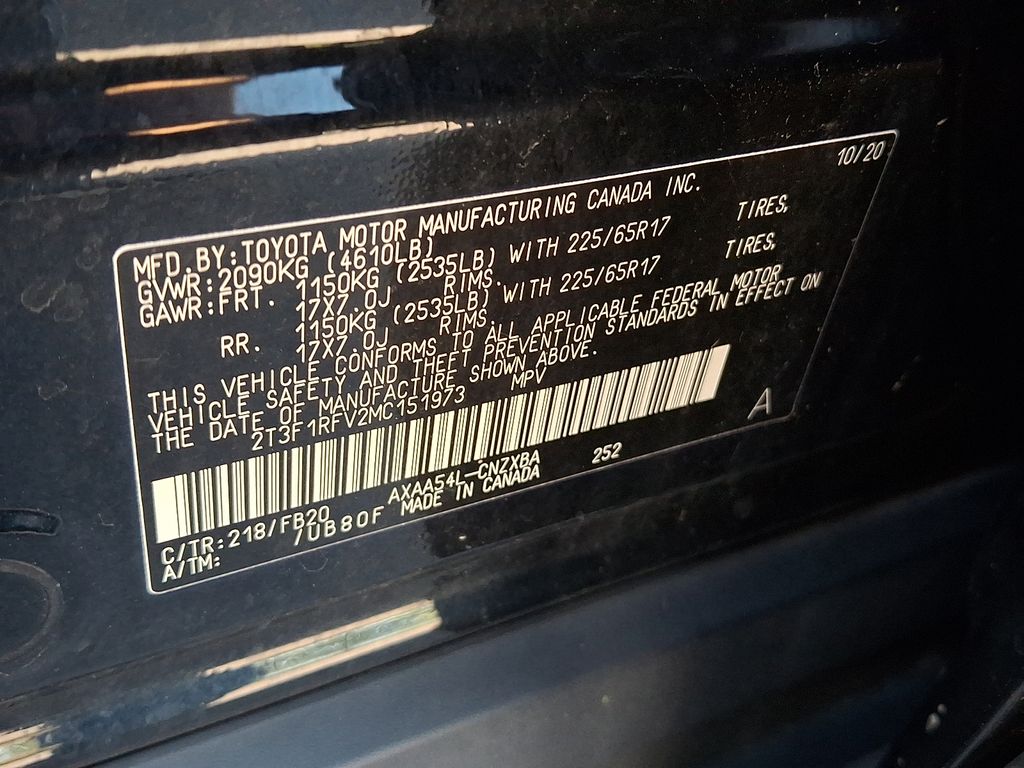 10/20
MFD. BY: TOYOTA MOTOR MANUFACTURING CANADA INC.
GVWR: 2090KG (4610LB)
GAWR: FRT. 1150KG (2535LB) WITH 225/65R17 TIRES,
17X7.0J RIMS.
RR. 1150KG (2535LB) WITH 225/65R17 TIRES,
17X7.0J RIMS.
THIS VEHICLE CONFORMS TO ALL APPLICABLE FEDERAL MOTOR
VEHICLE SAFETY AND THEFT PREVENTION STANDARDS IN EFFECT ON
THE DATE OF MANUFACTURE SHOWN ABOVE.
2T3F1RFV2MC151973 MPV
A
C/TR: 218/FB20 AXAA54L-CNZXBA 252
A/TM: /UB80F MADE IN CANADA